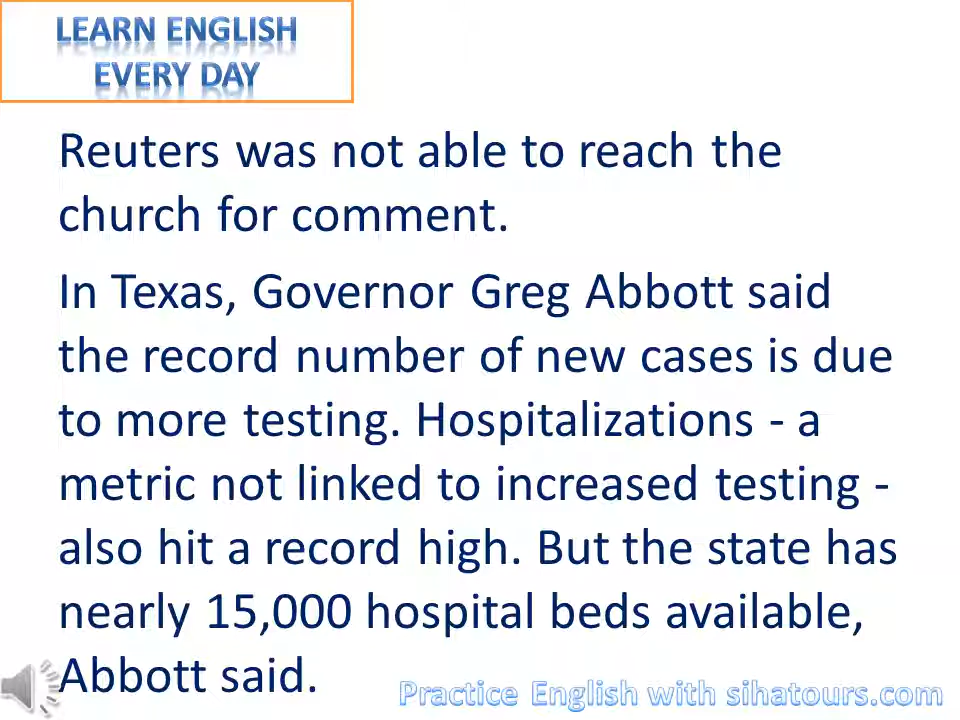 LEARN ENGLISH
EVERY DAY
Reuters was not able to reach the
church for comment.
In Texas, Governor Greg Abbott said
the record number of new cases is due
to more testing. Hospitalizations - a
metric not linked to increased testing -
also hit a record high. But the state has
nearly 15,000 hospital beds available,
Abbott said.
Practice English with sihatours.com